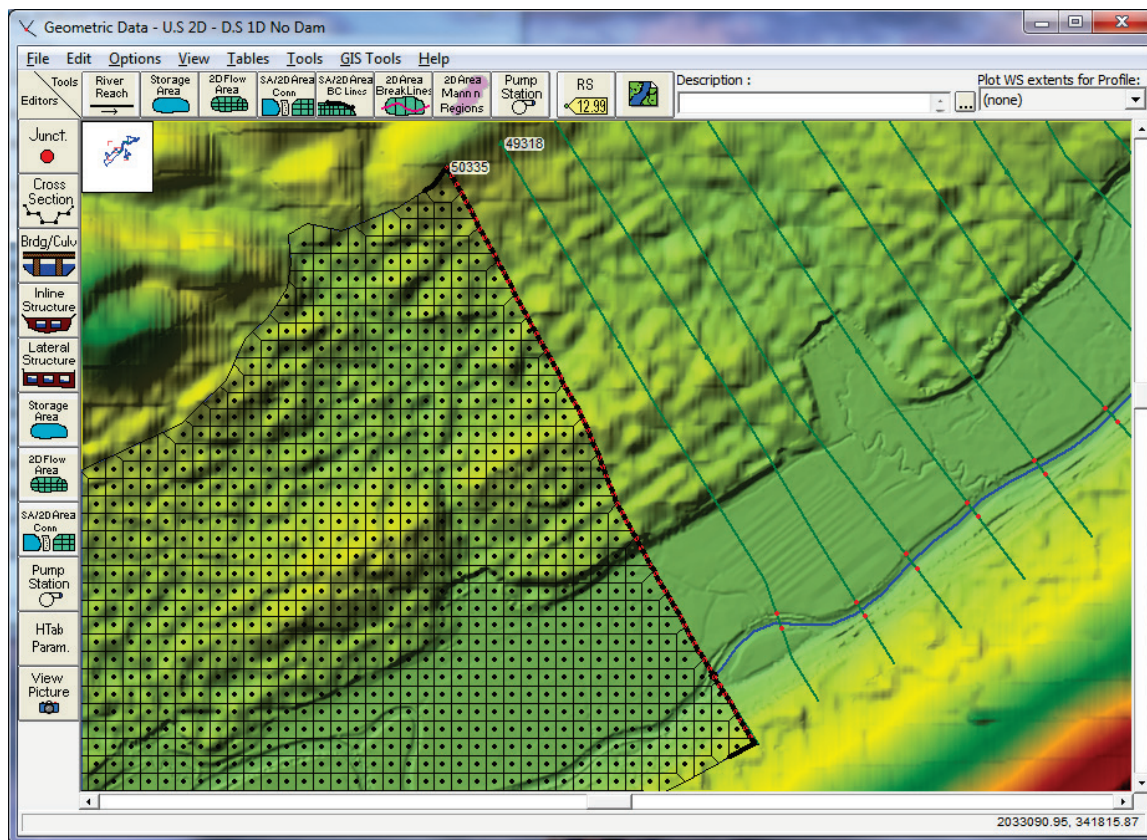 Geometric Data - U.S 2D - D.S 1D No Dam
File Edit Options View Tables Tools GIS Tools Help
Tools
Editors
River
Reach
Storage
Area
2D Flow
Area
SA/2D Area
Conn
SA/2D Area
BC Lines
2D Area
BreakLines
2D Area
Mann n
Regions
Pump
Station
RS
12.99
Description :
...
Plot WS extents for Profile:
(none)
Junct.
Cross
Section
Brdg/Culv
Inline
Structure
Lateral
Structure
Storage
Area
2D Flow
Area
SA/2D Area
Conn
Pump
Station
HTab
Param.
View
Picture
49318
50335
2033090.95, 341815.87